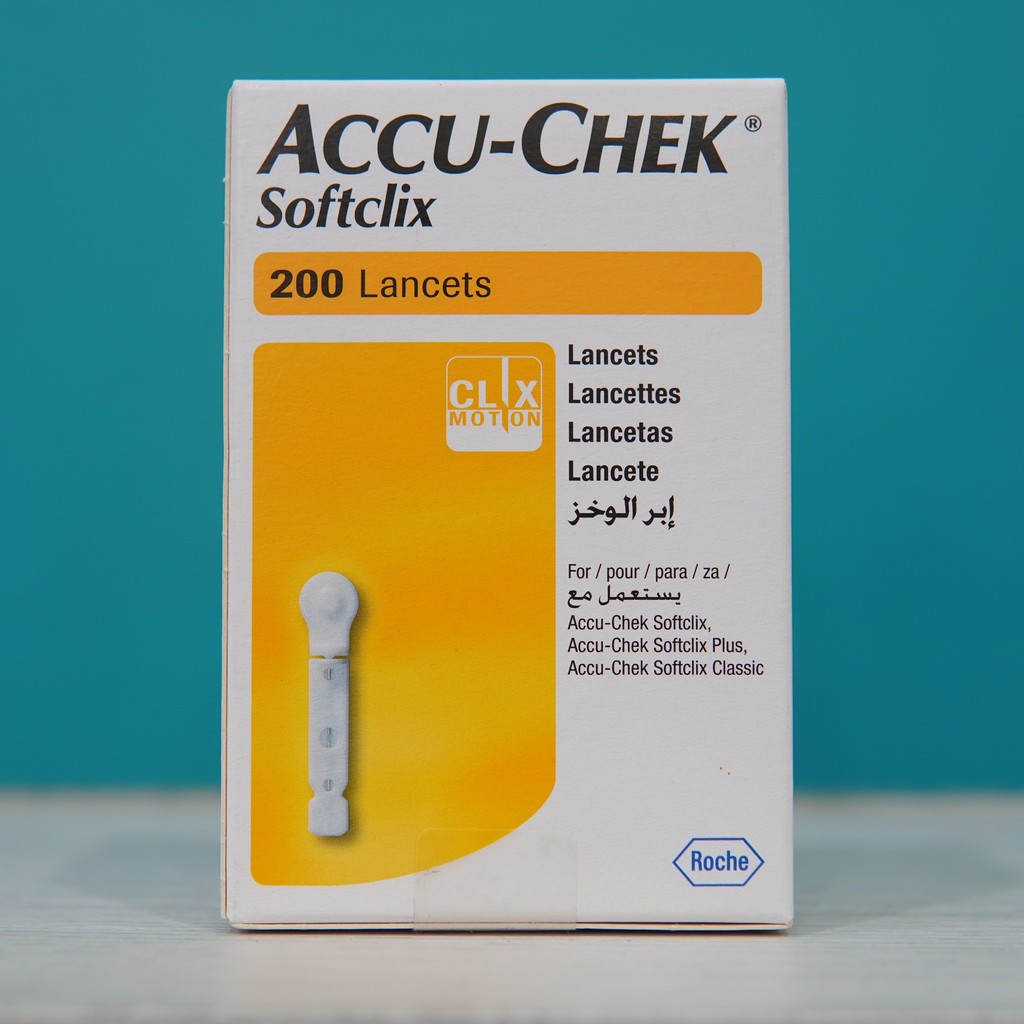 ACCU-CHEK®
Softclix
200 Lancets
CLIX
MOTION
Lancets
Lancettes
Lancetas
Lancete
إبر الوخز
For / pour / para / za /
يستعمل مع
Accu-Chek Softclix,
Accu-Chek Softclix Plus,
Accu-Chek Softclix Classic
Roche